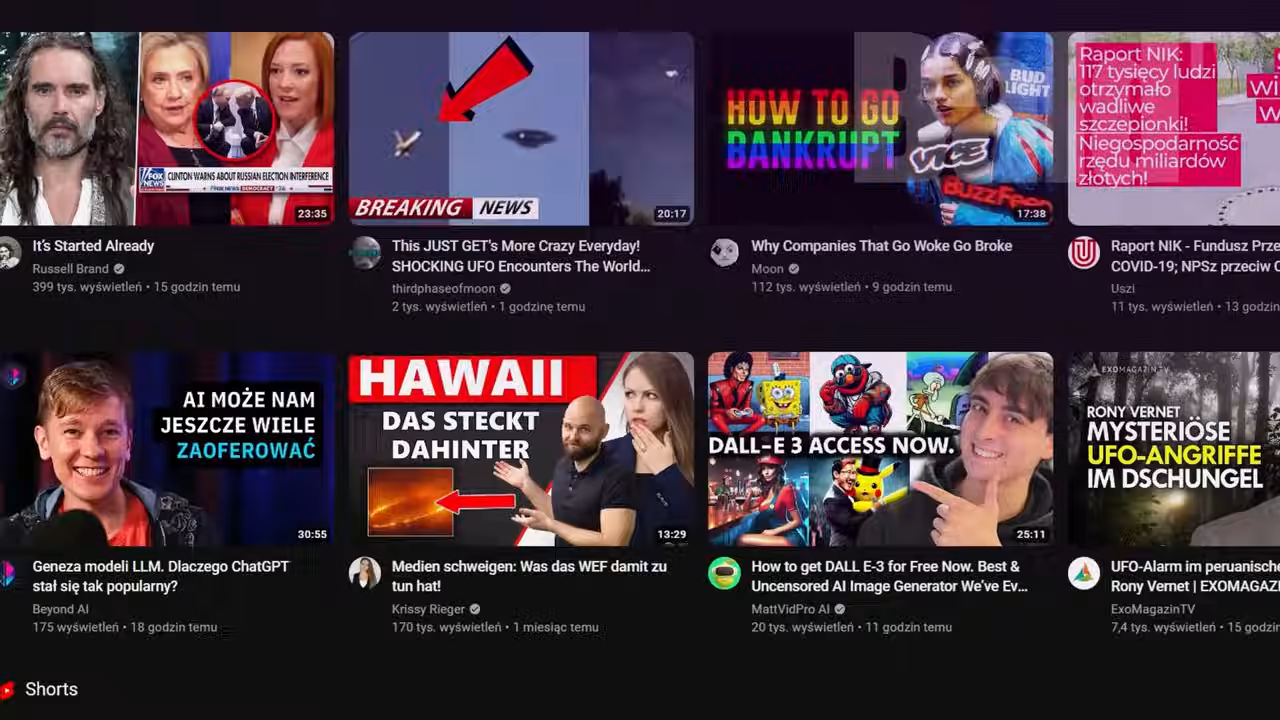 FOX NEWS
CLINTON WARNS ABOUT RUSSIAN ELECTION INTERFERENCE
23:35
It's Started Already
Russell Brand
399 tys. wyświetleń • 15 godzin temu
BREAKING NEWS
20:17
This JUST GET's More Crazy Everyday!
SHOCKING UFO Encounters The World...
thirdphaseofmoon
2 tys. wyświetleń • 1 godzinę temu
HOW TO GO
BANKRUPT
BUD
LIGHT
VICE
BuzzFee
17:38
Why Companies That Go Woke Go Broke
Moon
112 tys. wyświetleń • 9 godzin temu
Raport NIK:
117 tysięcy ludzi
otrzymało
wadliwe
szczepionki!
Niegospodarność
rzędu miliardów
złotych!
Raport NIK - Fundusz Prze
COVID-19; NPSz przeciw C
Uszi
11 tys. wyświetleń • 13 godzin
AI MOŻE NAM
JESZCZE WIELE
ZAOFEROWAĆ
30:55
Geneza modeli LLM. Dlaczego ChatGPT
stał się tak popularny?
Beyond AI
175 wyświetleń • 18 godzin temu
HAWAII
DAS STECKT
DAHINTER
13:29
Medien schweigen: Was das WEF damit zu
tun hat!
Krissy Rieger
170 tys. wyświetleń • 1 miesiąc temu
DALL-E 3 ACCESS NOW.
25:11
How to get DALL E-3 for Free Now. Best &
Uncensored AI Image Generator We've Ev...
MattVidPro AI
20 tys. wyświetleń • 11 godzin temu
EXOMAGAZIN.TV
RONY VERNET
MYSTERIÖSE
UFO-ANGRIFFE
IM DSCHUNGEL
UFO-Alarm im peruanische
Rony Vernet | EXOMAGAZI
ExoMagazinTV
7,4 tys. wyświetleń • 15 godzin
Shorts